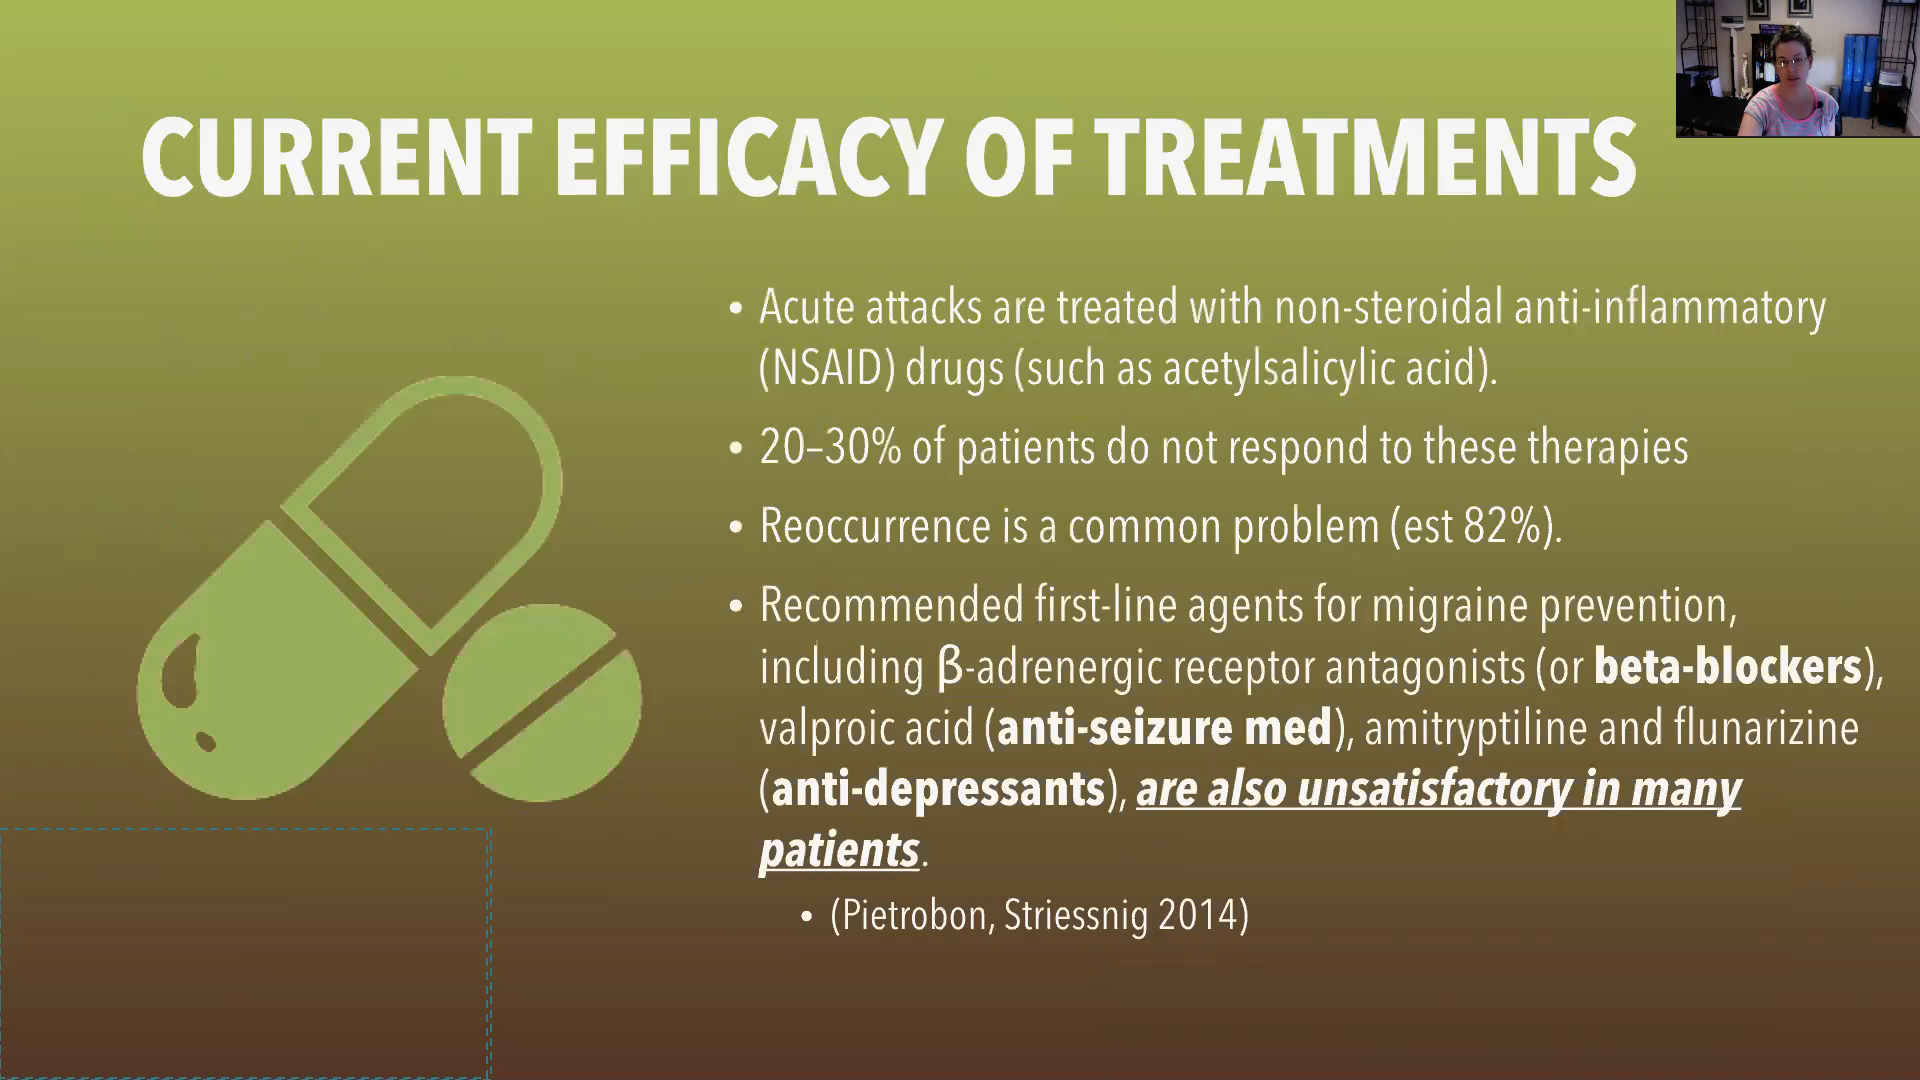 CURRENT EFFICACY OF TREATMENTS
• Acute attacks are treated with non-steroidal anti-inflammatory
(NSAID) drugs (such as acetylsalicylic acid).
• 20–30% of patients do not respond to these therapies
• Reoccurrence is a common problem (est 82%).
• Recommended first-line agents for migraine prevention,
including β-adrenergic receptor antagonists (or beta-blockers),
valproic acid (anti-seizure med), amitryptiline and flunarizine
(anti-depressants), are also unsatisfactory in many
patients.
• (Pietrobon, Striessnig 2014)